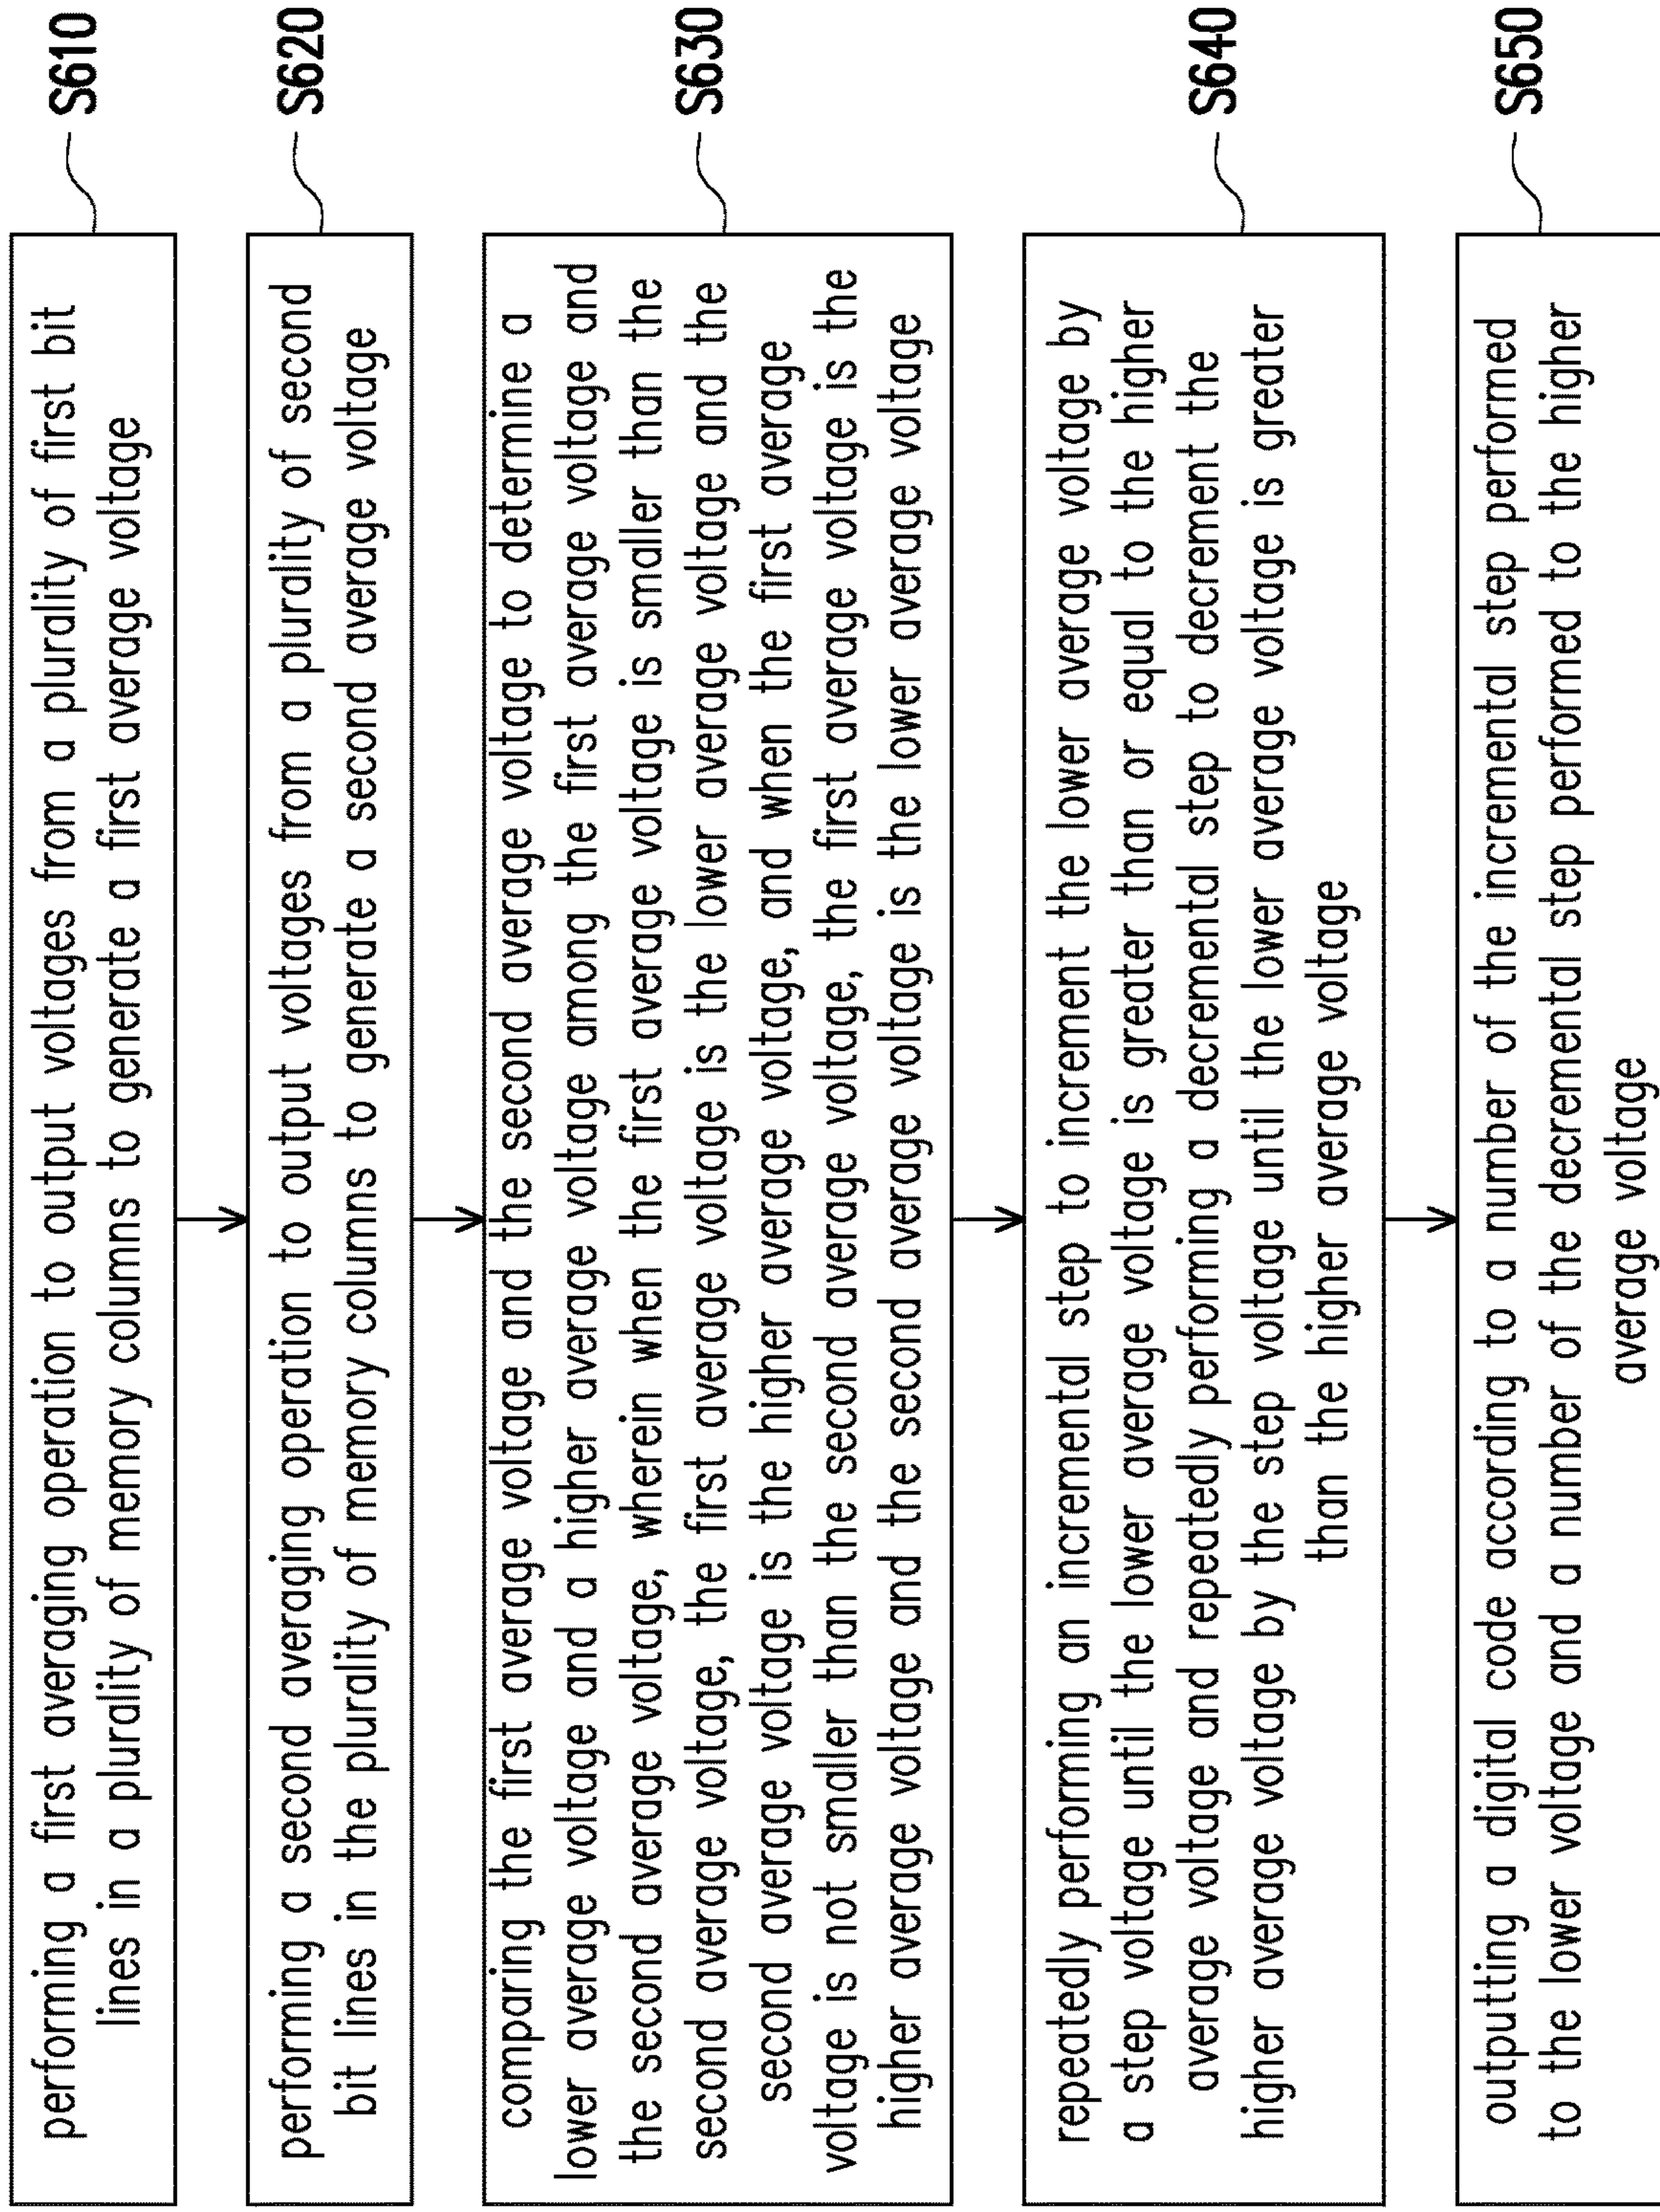 performing a first averaging operation to output voltages from a plurality of first bit
lines in a plurality of memory columns to generate a first average voltage
S610
performing a second averaging operation to output voltages from a plurality of second
bit lines in the plurality of memory columns to generate a second average voltage
S620
comparing the first average voltage and the second average voltage to determine a
lower average voltage and a higher average voltage among the first average voltage and
the second average voltage, wherein when the first average voltage is smaller than the
second average voltage, the first average voltage is the lower average voltage and the
second average voltage is the higher average voltage, and when the first average
voltage is not smaller than the second average voltage, the first average voltage is the
higher average voltage and the second average voltage is the lower average voltage
S630
repeatedly performing an incremental step to increment the lower average voltage by
a step voltage until the lower average voltage is greater than or equal to the higher
average voltage and repeatedly performing a decremental step to decrement the
higher average voltage by the step voltage until the lower average voltage is greater
than the higher average voltage
S640
outputting a digital code according to a number of the incremental step performed
to the lower voltage and a number of the decremental step performed to the higher
average voltage
S650